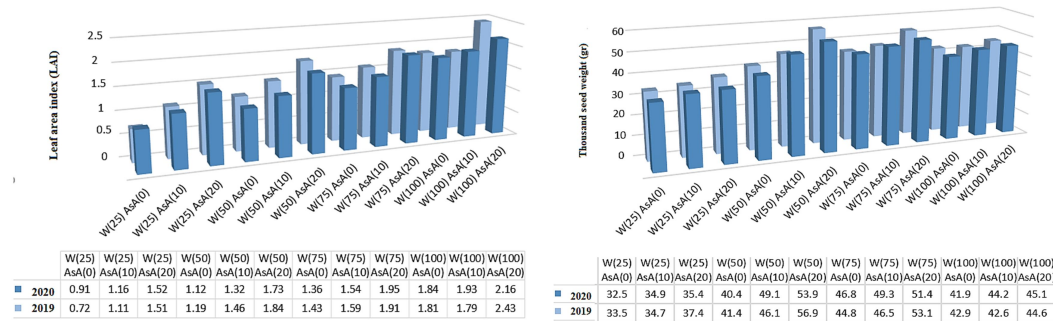 Leaf area index (LAI)
2.5
2
1.5
1
0.5
0
W(25) AsA(0)
W(25) AsA(10)
W(25) AsA(20)
W(50) AsA(0)
W(50) AsA(10)
W(50) AsA(20)
W(75) AsA(0)
W(75) AsA(10)
W(75) AsA(20)
W(100) AsA(0)
W(100) AsA(10)
W(100) AsA(20)
W(25) W(25) W(25) W(50) W(50) W(50) W(75) W(75) W(75) W(100) W(100) W(100)
AsA(0) AsA(10) AsA(20) AsA(0) AsA(10) AsA(20) AsA(0) AsA(10) AsA(20) AsA(0) AsA(10) AsA(20)
2020 0.91 1.16 1.52 1.12 1.32 1.73 1.36 1.54 1.95 1.84 1.93 2.16
2019 0.72 1.11 1.51 1.19 1.46 1.84 1.43 1.59 1.91 1.81 1.79 2.43
Thousand seed weight (gr)
60
50
40
30
20
10
0
W(25) AsA(0)
W(25) AsA(10)
W(25) AsA(20)
W(50) AsA(0)
W(50) AsA(10)
W(50) AsA(20)
W(75) AsA(0)
W(75) AsA(10)
W(75) AsA(20)
W(100) AsA(0)
W(100) AsA(10)
W(100) AsA(20)
W(25) W(25) W(25) W(50) W(50) W(50) W(75) W(75) W(75) W(100) W(100) W(100)
AsA(0) AsA(10) AsA(20) AsA(0) AsA(10) AsA(20) AsA(0) AsA(10) AsA(20) AsA(0) AsA(10) AsA(20)
2020 32.5 34.9 35.4 40.4 49.1 53.9 46.8 49.3 51.4 41.9 44.2 45.1
2019 33.5 34.7 37.4 41.4 46.1 56.9 44.8 46.5 53.1 42.9 42.6 44.6